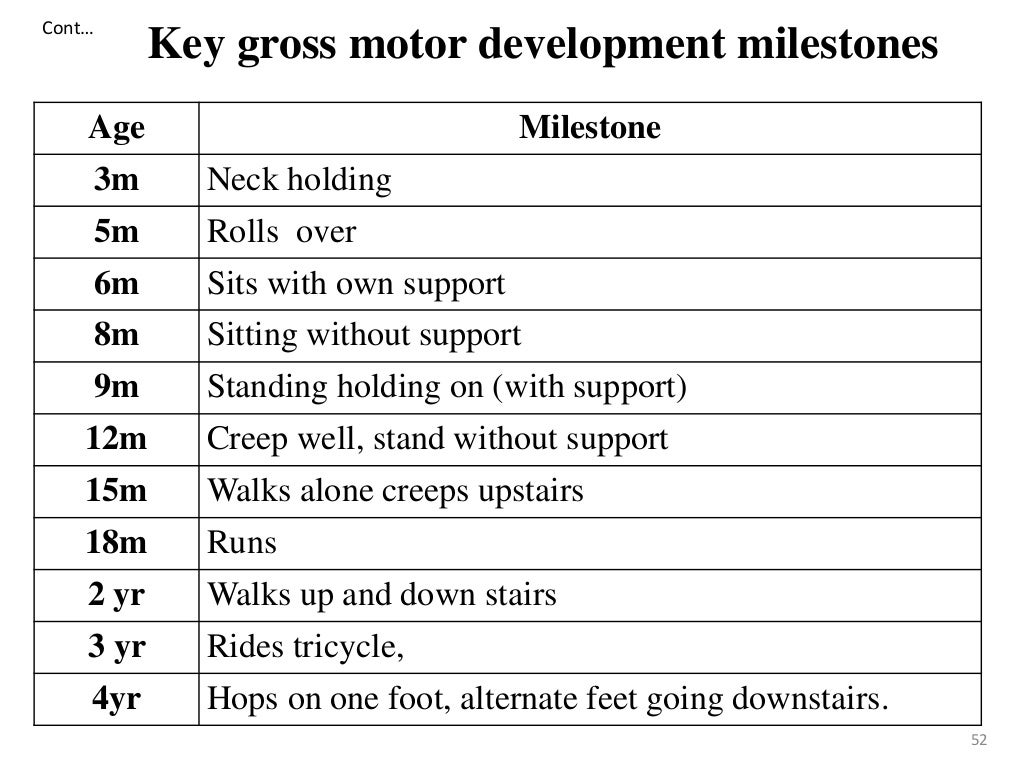 Cont…
Key gross motor development milestones
Age Milestone
3m Neck holding
5m Rolls over
6m Sits with own support
8m Sitting without support
9m Standing holding on (with support)
12m Creep well, stand without support
15m Walks alone creeps upstairs
18m Runs
2 yr Walks up and down stairs
3 yr Rides tricycle,
4yr Hops on one foot, alternate feet going downstairs.
52